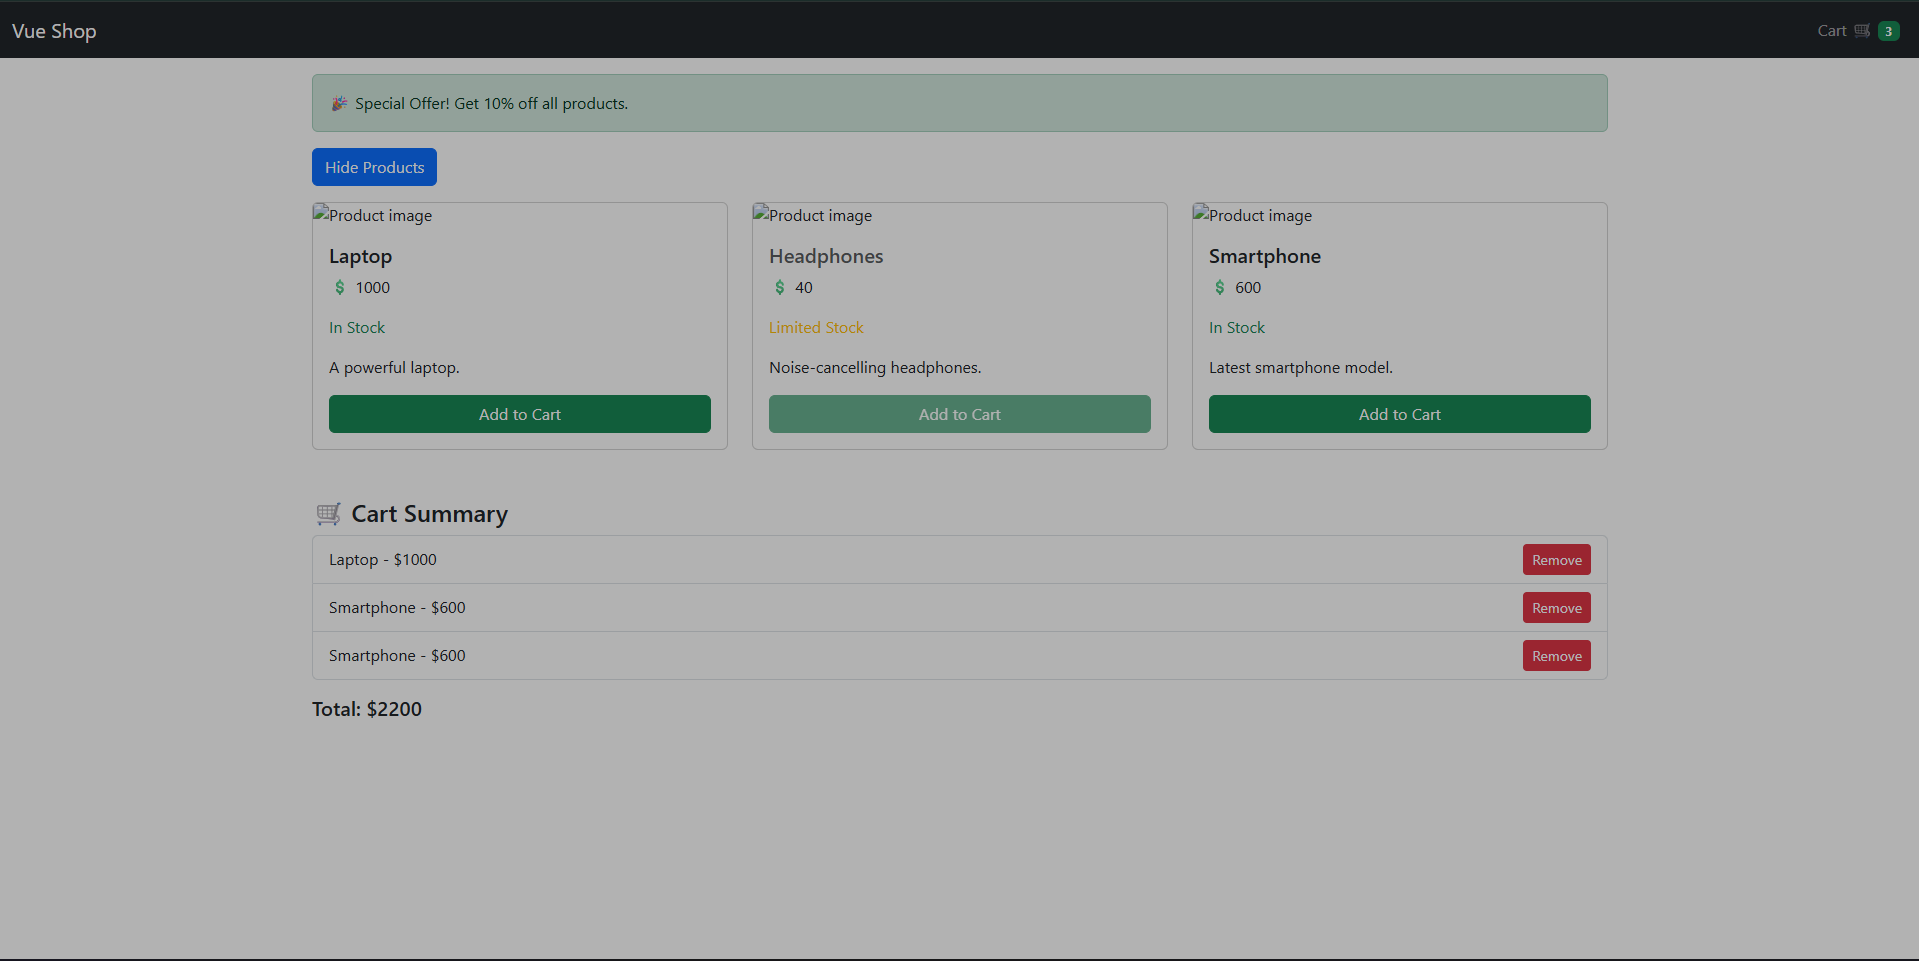 Vue Shop
Cart 🛒 3
🎉 Special Offer! Get 10% off all products.
Hide Products
Product image
Laptop
💲 1000
In Stock
A powerful laptop.
Add to Cart
Product image
Headphones
💲 40
Limited Stock
Noise-cancelling headphones.
Add to Cart
Product image
Smartphone
💲 600
In Stock
Latest smartphone model.
Add to Cart
🛒 Cart Summary
Laptop - $1000 Remove
Smartphone - $600 Remove
Smartphone - $600 Remove
Total: $2200